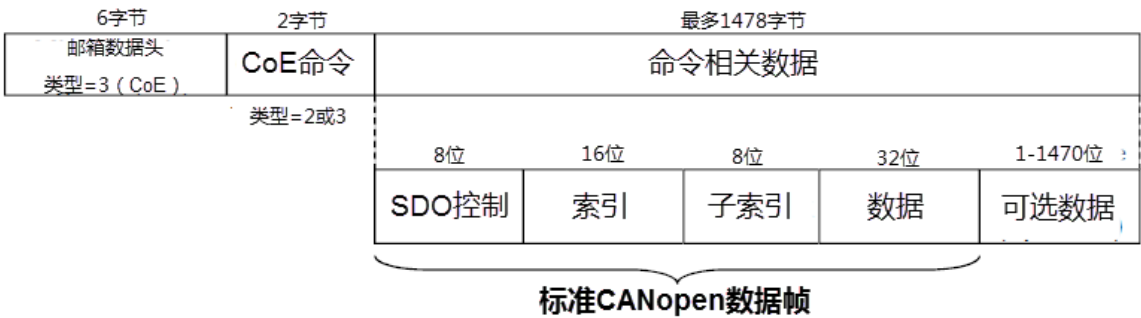 6字节
2字节
最多1478字节
邮箱数据头
类型=3（CoE）
CoE命令
命令相关数据
类型=2或3
8位
16位
8位
32位
1-1470位
SDO控制
索引
子索引
数据
可选数据
标准CANopen数据帧